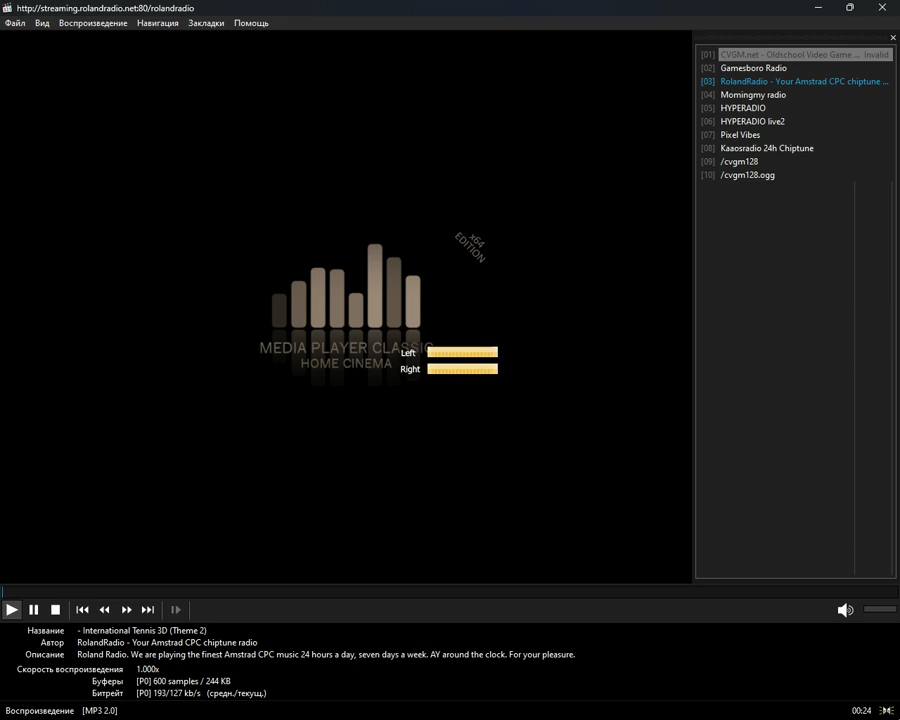 http://streaming.rolandradio.net:80/rolandradio
Файл Вид Воспроизведение Навигация Закладки Помощь
[01] CVGM.net - Oldschool Video Game ... Invalid
[02] Gamesboro Radio
[03] RolandRadio - Your Amstrad CPC chiptune ...
[04] Morningmy radio
[05] HYPERADIO
[06] HYPERADIO live2
[07] Pixel Vibes
[08] Kaaosradio 24h Chiptune
[09] /cvgm128
[10] /cvgm128.ogg
x64
EDITION
MEDIA PLAYER CLASSIC
HOME CINEMA
Left
Right
Название - International Tennis 3D (Theme 2)
Автор RolandRadio - Your Amstrad CPC chiptune radio
Описание Roland Radio. We are playing the finest Amstrad CPC music 24 hours a day, seven days a week. AY around the clock. For your pleasure.
Скорость воспроизведения 1.000x
Буферы [P0] 600 samples / 244 KB
Битрейт [P0] 193/127 kb/s (средн./текущ.)
Воспроизведение [MP3 2.0] 00:24